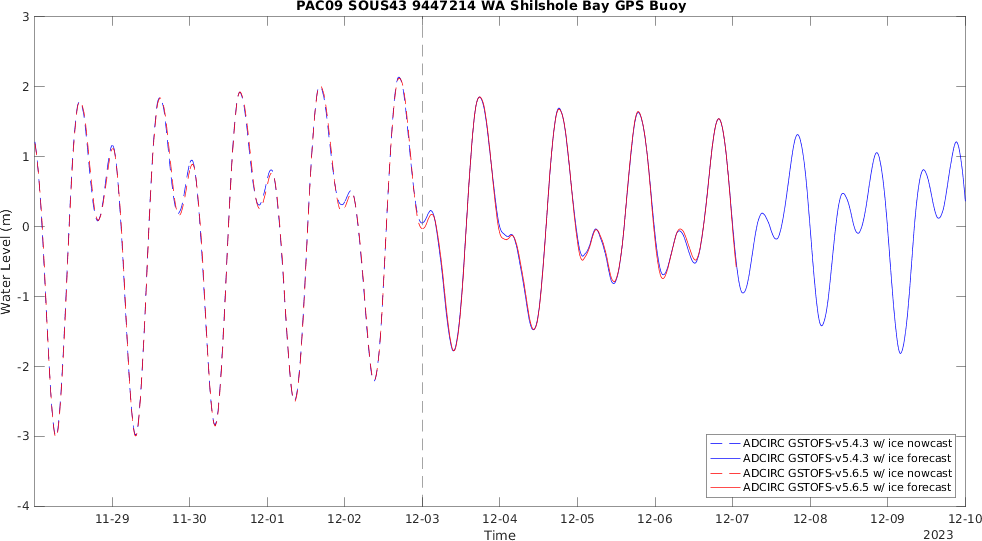 PAC09 SOUS43 9447214 WA Shilshole Bay GPS Buoy
3
2
1
0
-1
-2
-3
-4
Water Level (m)
11-29 11-30 12-01 12-02 12-03 12-04 12-05 12-06 12-07 12-08 12-09 12-10
Time
2023
ADCIRC GSTOFS-v5.4.3 w/ ice nowcast
ADCIRC GSTOFS-v5.4.3 w/ ice forecast
ADCIRC GSTOFS-v5.6.5 w/ ice nowcast
ADCIRC GSTOFS-v5.6.5 w/ ice forecast